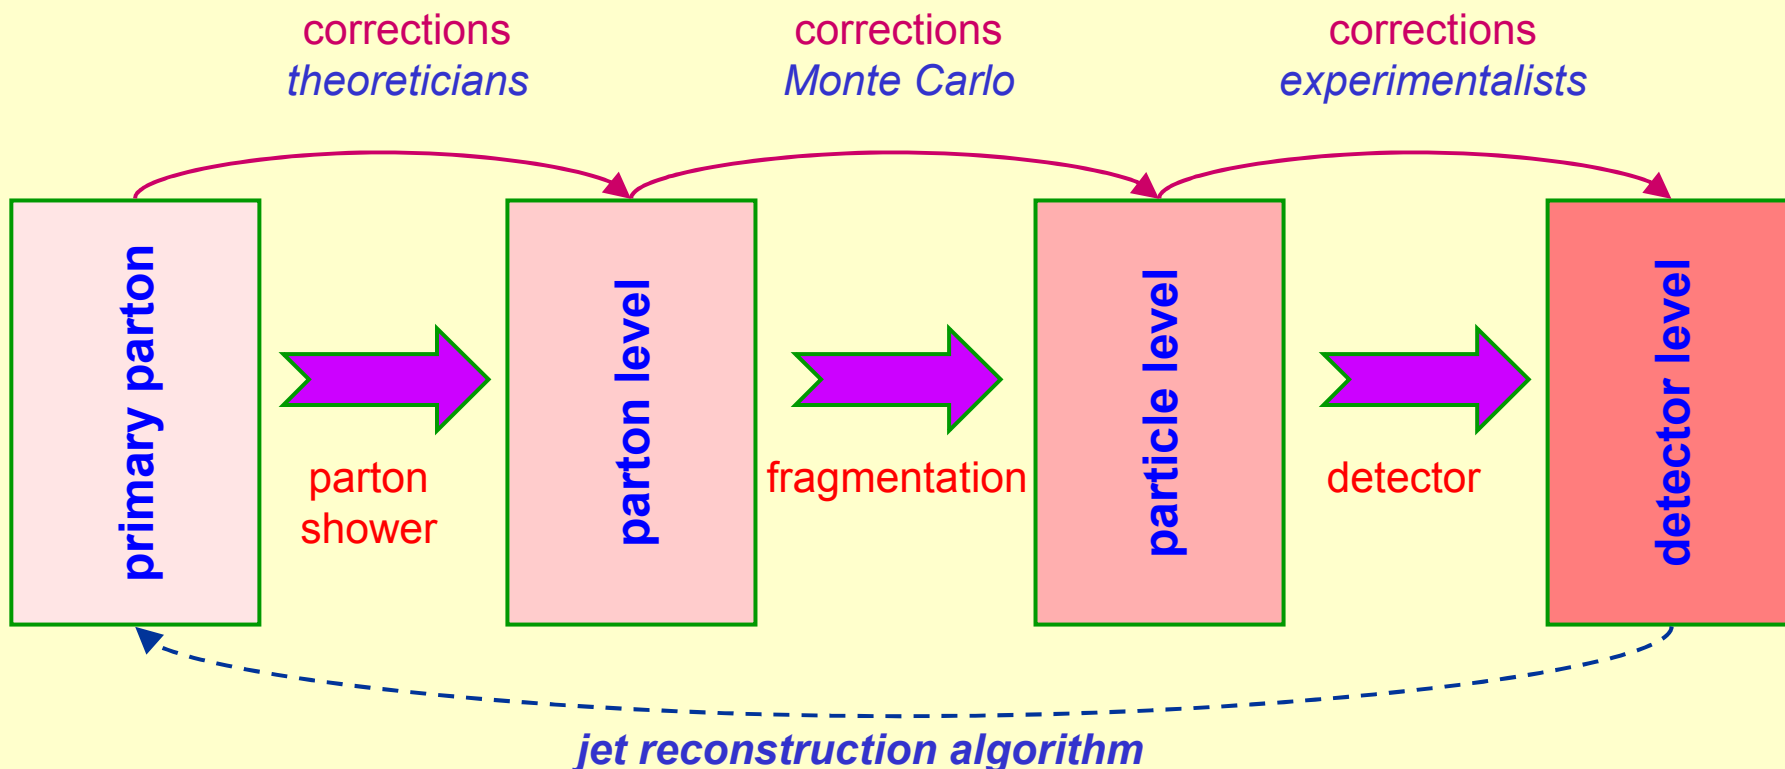 corrections
theoreticians
corrections
Monte Carlo
corrections
experimentalists
primary parton
parton
shower
parton level
fragmentation
particle level
detector
detector level
jet reconstruction algorithm